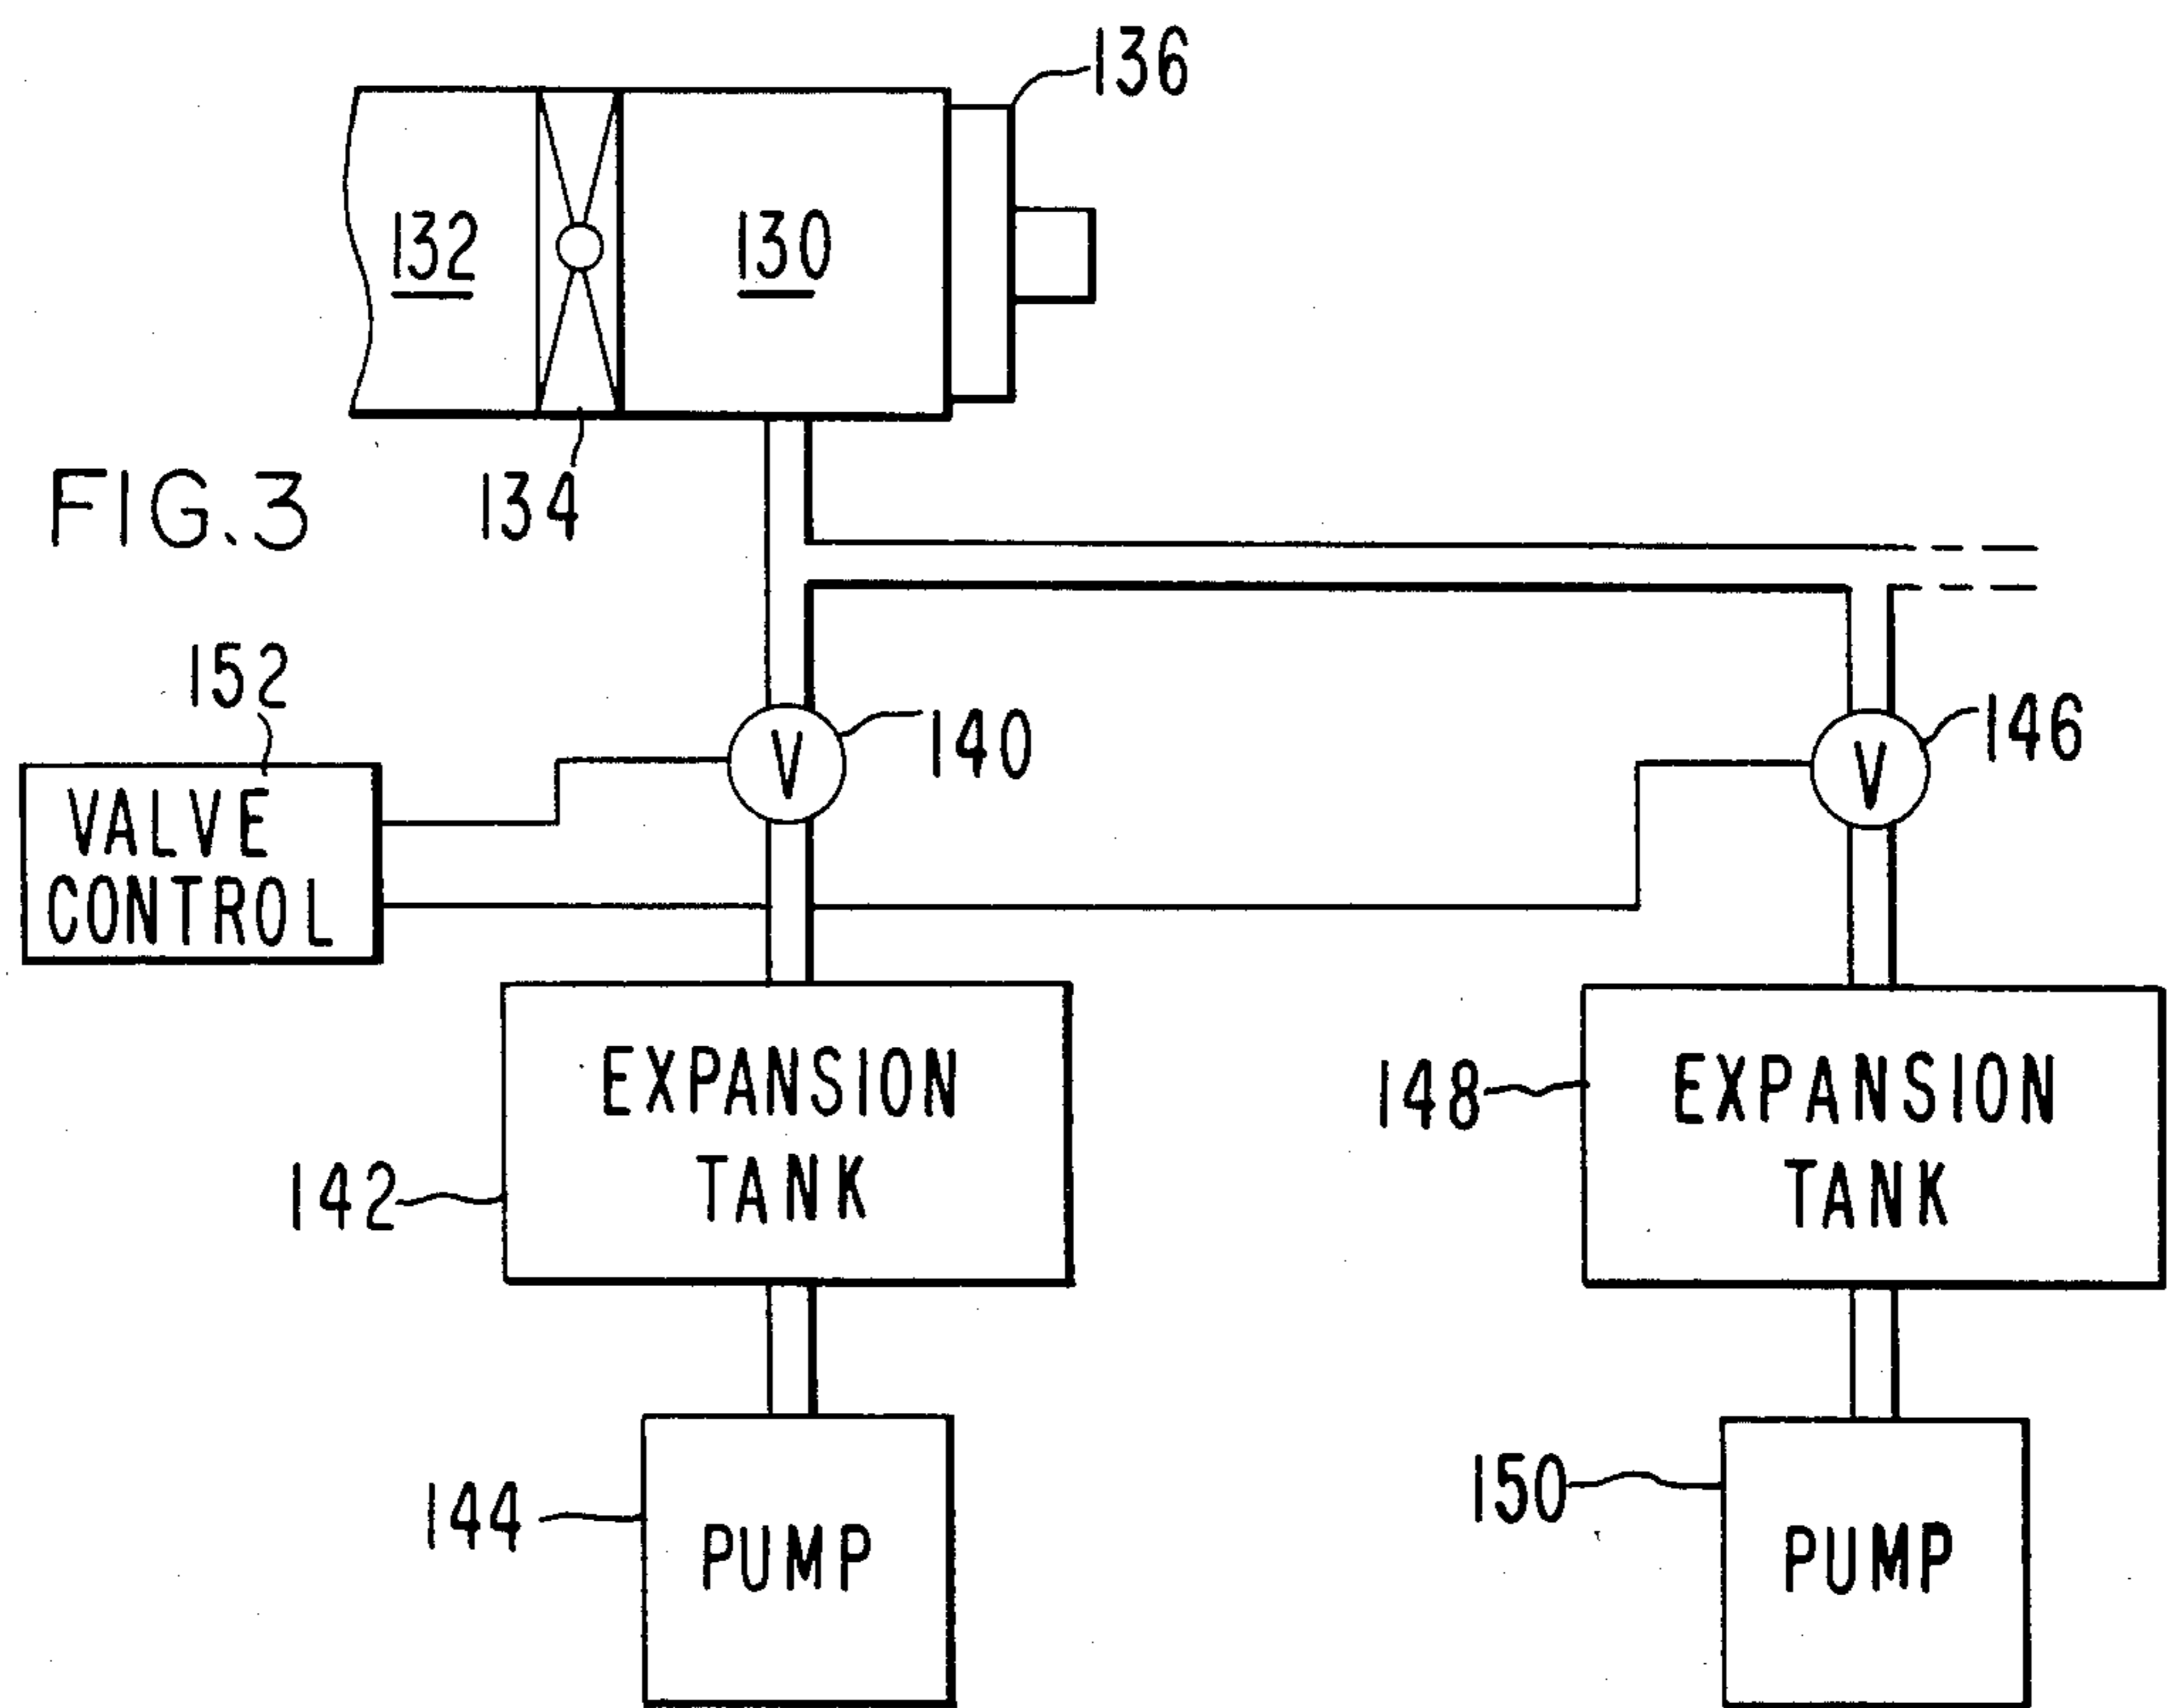 136
132
130
134
FIG. 3
152
V
140
V
146
VALVE
CONTROL
EXPANSION
TANK
142
148
EXPANSION
TANK
144
PUMP
150
PUMP